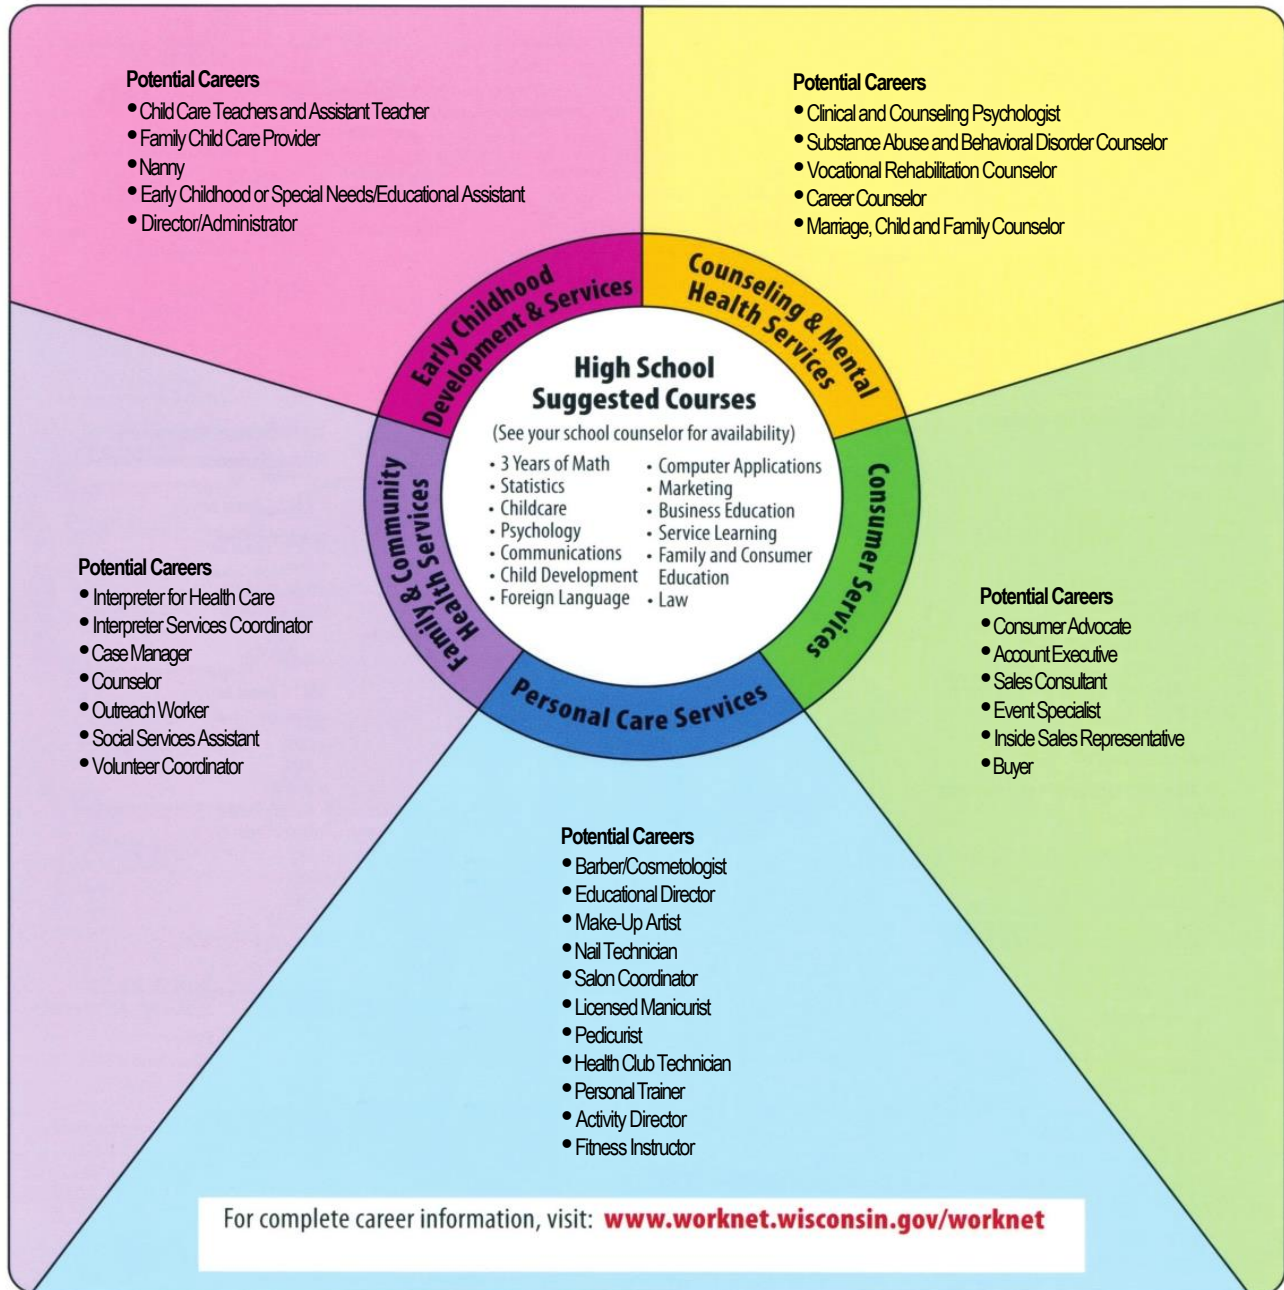 Potential Careers
• Child Care Teachers and Assistant Teacher
• Family Child Care Provider
• Nanny
• Early Childhood or Special Needs/Educational Assistant
• Director/Administrator
Potential Careers
• Clinical and Counseling Psychologist
• Substance Abuse and Behavioral Disorder Counselor
• Vocational Rehabilitation Counselor
• Career Counselor
• Marriage, Child and Family Counselor
Early Childhood
Development & Services
Counseling & Mental
Health Services
High School
Suggested Courses
(See your school counselor for availability)
• 3 Years of Math
• Statistics
• Childcare
• Psychology
• Communications
• Child Development
• Foreign Language
• Computer Applications
• Marketing
• Business Education
• Service Learning
• Family and Consumer
Education
• Law
Family & Community
Health Services
Consumer Services
Personal Care Services
Potential Careers
• Interpreter for Health Care
• Interpreter Services Coordinator
• Case Manager
• Counselor
• Outreach Worker
• Social Services Assistant
• Volunteer Coordinator
Potential Careers
• Consumer Advocate
• Account Executive
• Sales Consultant
• Event Specialist
• Inside Sales Representative
• Buyer
Potential Careers
• Barber/Cosmetologist
• Educational Director
• Make-Up Artist
• Nail Technician
• Salon Coordinator
• Licensed Manicurist
• Pedicurist
• Health Club Technician
• Personal Trainer
• Activity Director
• Fitness Instructor
For complete career information, visit: www.worknet.wisconsin.gov/worknet